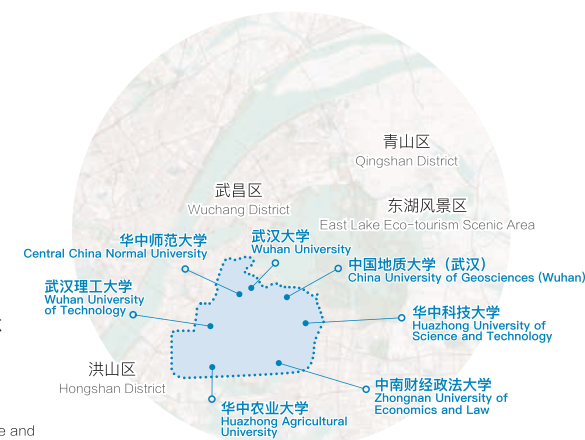 青山区
Qingshan District
武昌区
Wuchang District
东湖风景区
East Lake Eco-tourism Scenic Area
华中师范大学
Central China Normal University
武汉大学
Wuhan University
中国地质大学（武汉）
China University of Geosciences (Wuhan)
武汉理工大学
Wuhan University
of Technology
华中科技大学
Huazhong University of
Science and Technology
洪山区
Hongshan District
中南财经政法大学
Zhongnan University of
Economics and Law
华中农业大学
Huazhong Agricultural
University
and